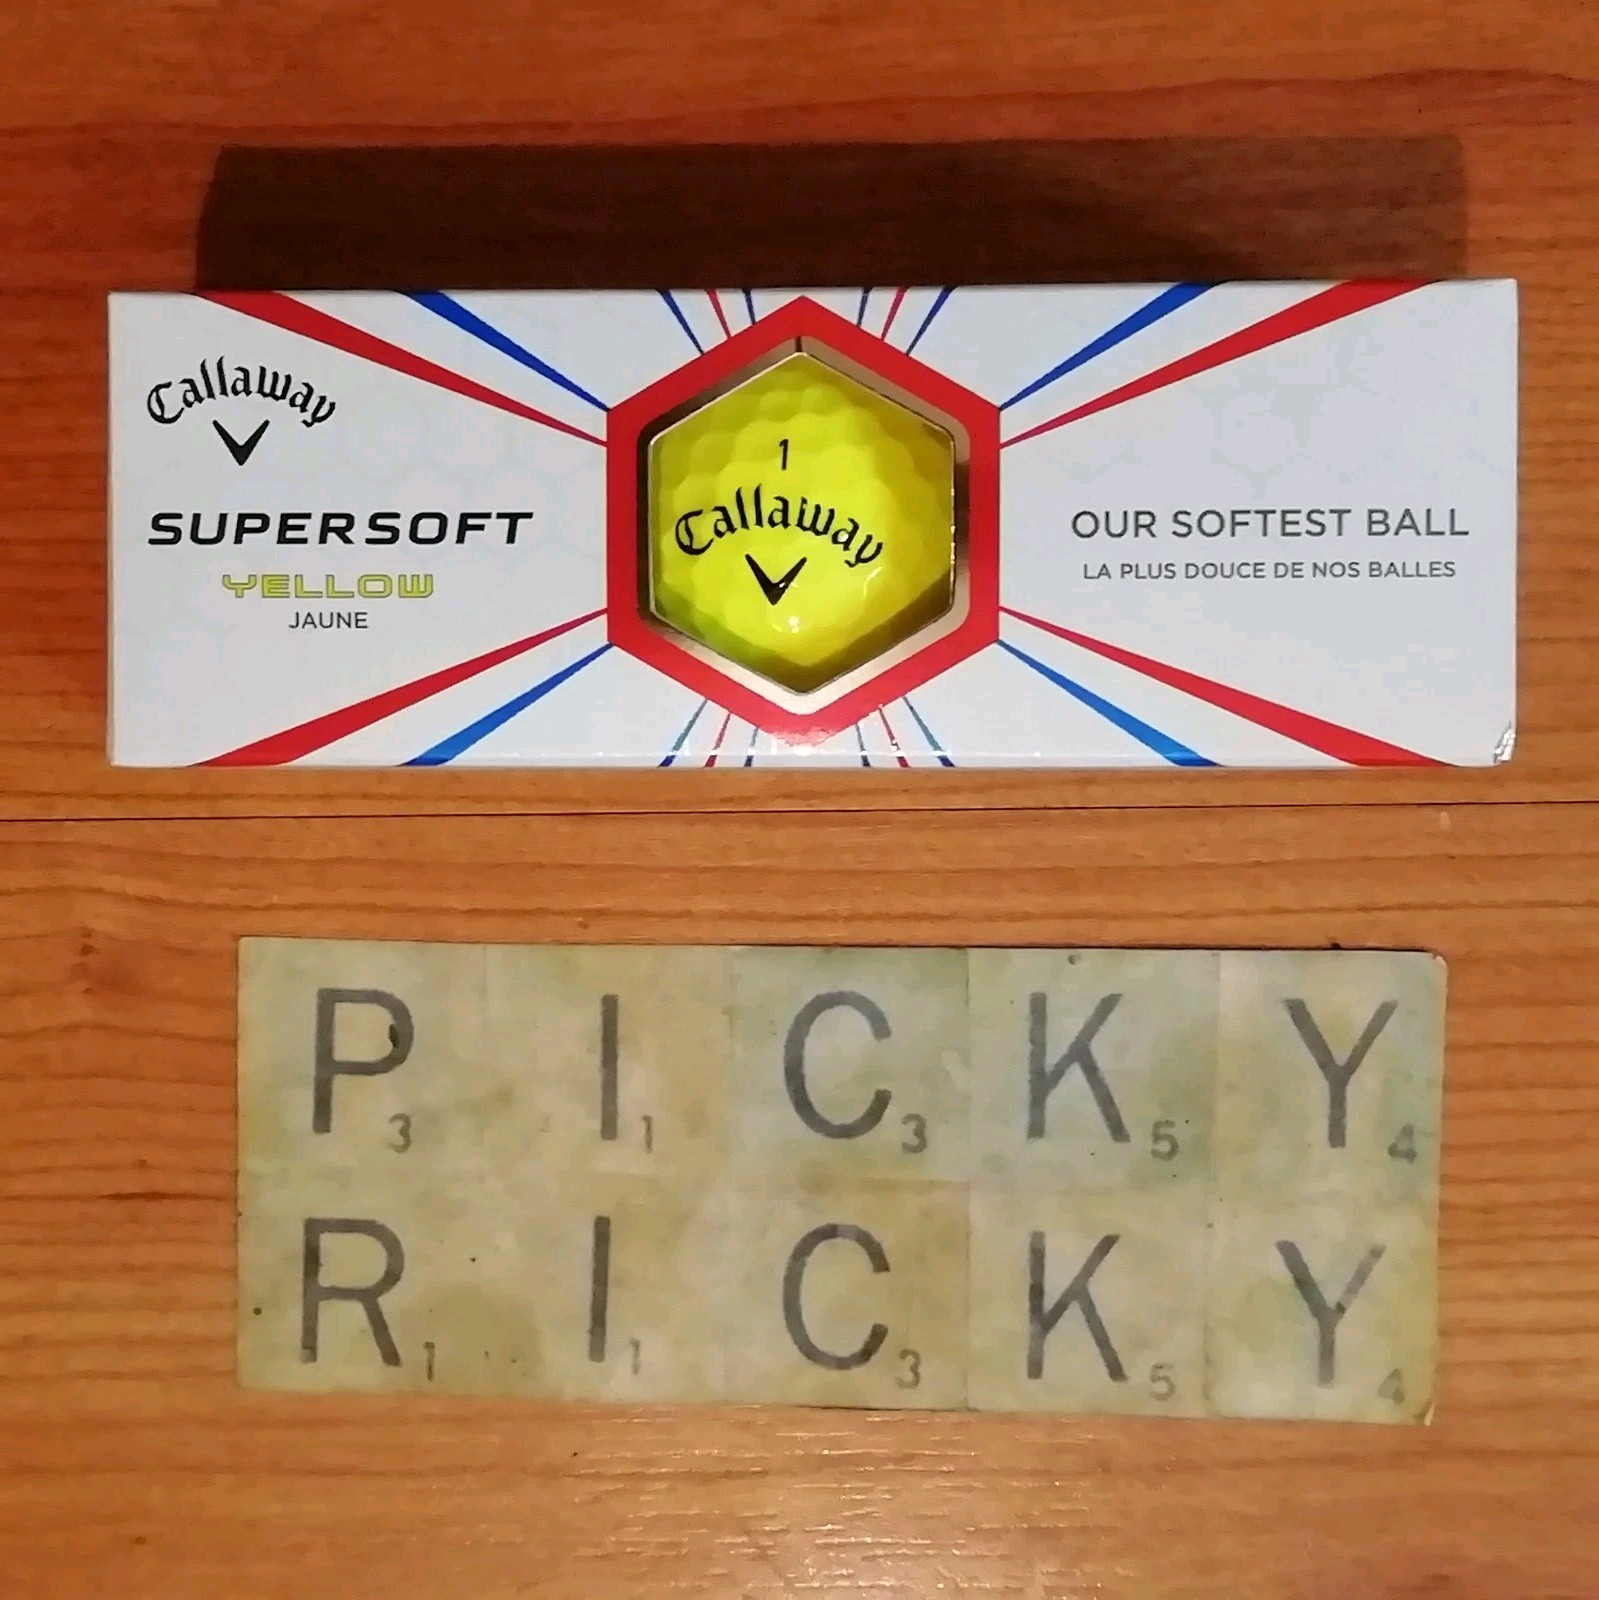 Callaway
SUPERSOFT
YELLOW
JAUNE
1
Callaway
OUR SOFTEST BALL
LA PLUS DOUCE DE NOS BALLES
P3 I1 C3 K5 Y4
R1 I1 C3 K5 Y4